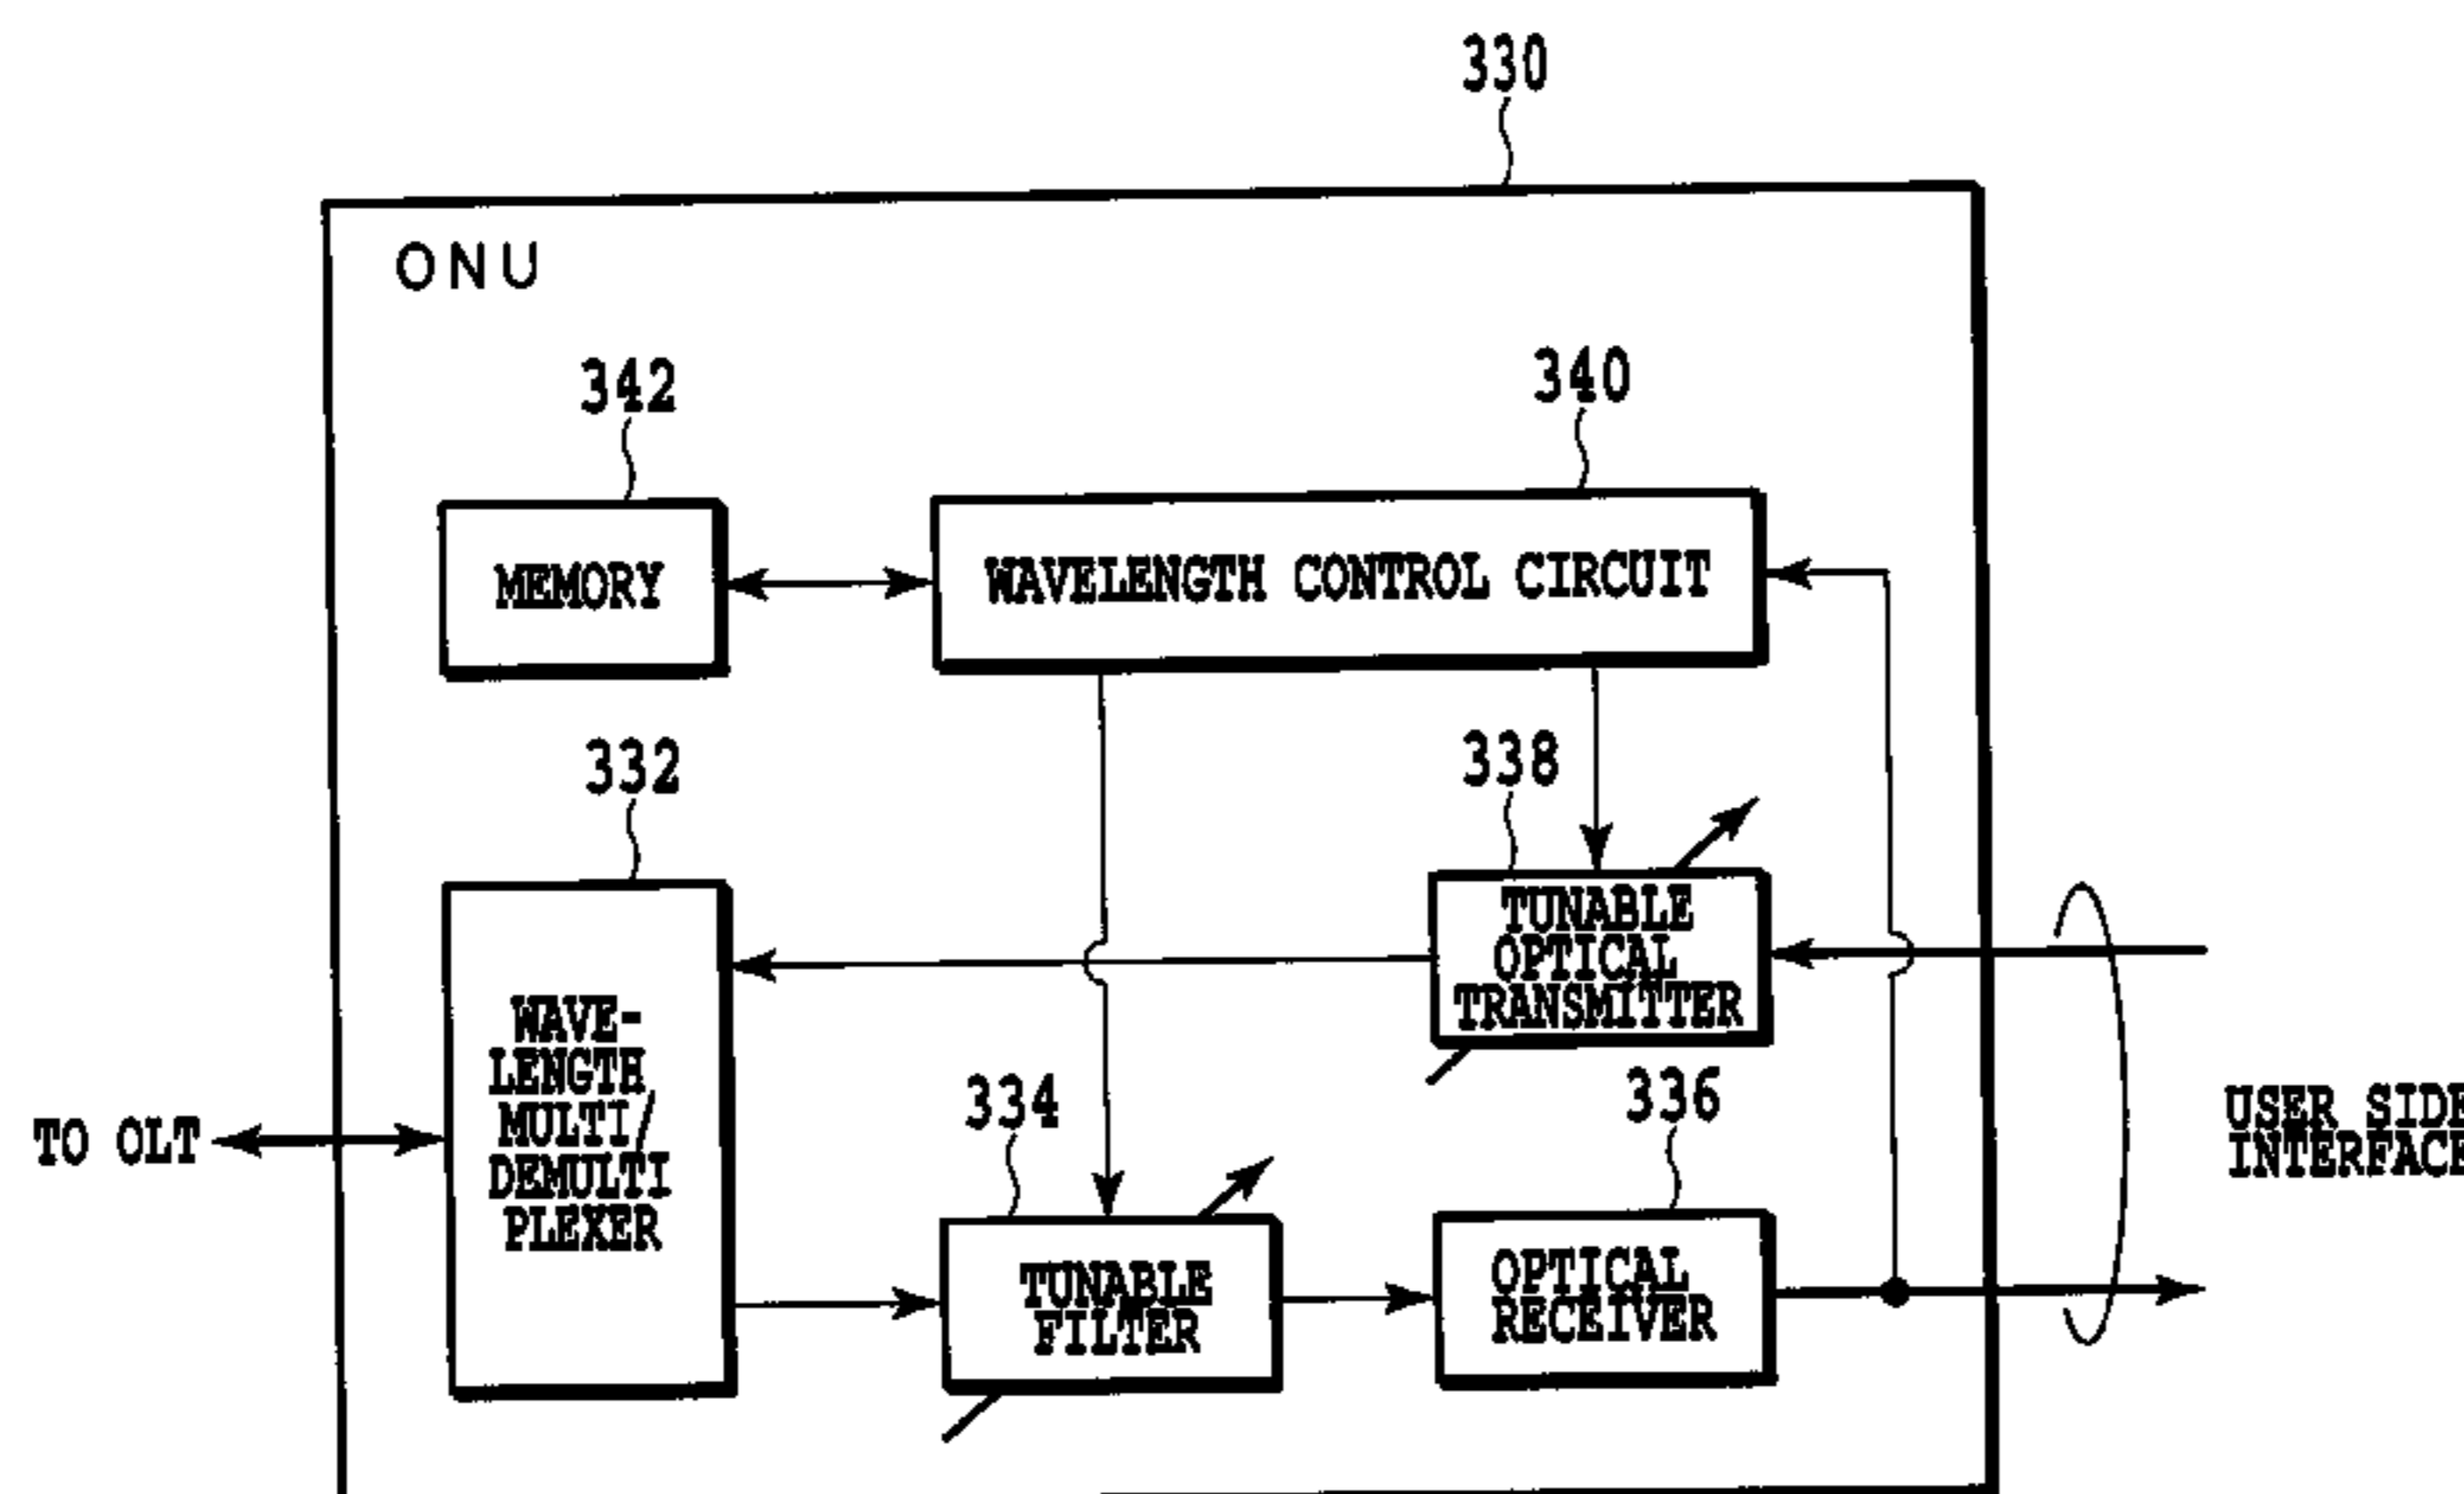 330
ONU
342
340
MEMORY
WAVELENGTH CONTROL CIRCUIT
332
338
TUNABLE
OPTICAL
TRANSMITTER
WAVE-
LENGTH
MULTI/
DEMULTI
PLEXER
TO OLT
334
336
TUNABLE
FILTER
OPTICAL
RECEIVER
USER SIDE
INTERFACE